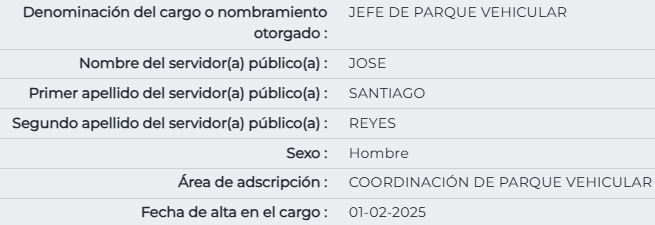 Denominación del cargo o nombramiento JEFE DE PARQUE VEHICULAR
otorgado :
Nombre del servidor(a) público(a) : JOSE
Primer apellido del servidor(a) público(a) : SANTIAGO
Segundo apellido del servidor(a) público(a) : REYES
Sexo : Hombre
Área de adscripción : COORDINACIÓN DE PARQUE VEHICULAR
Fecha de alta en el cargo : 01-02-2025